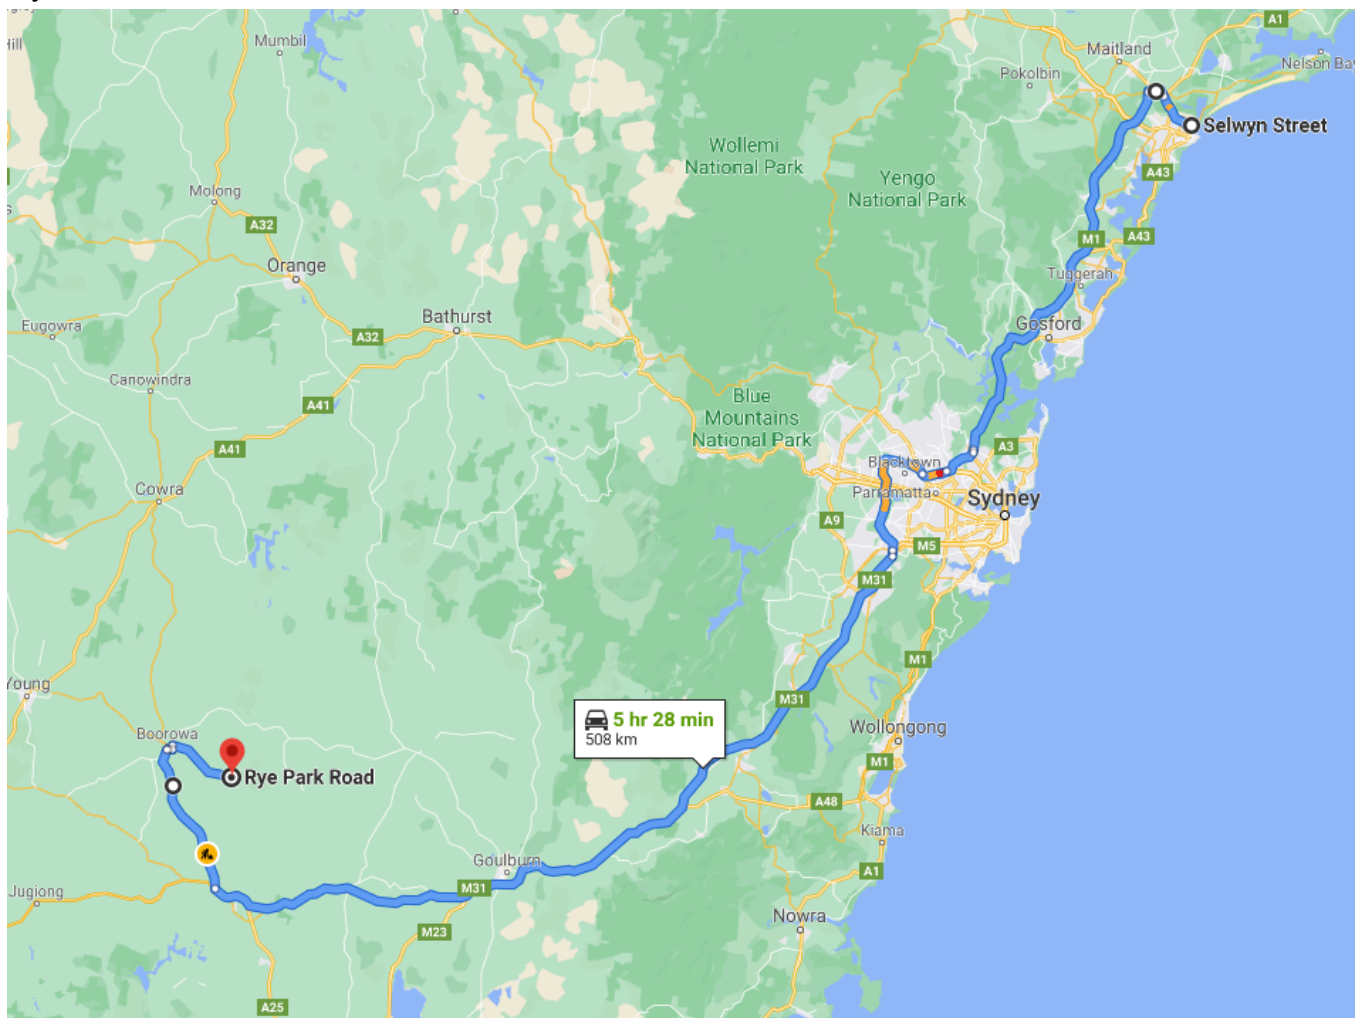 Mumbil
Maitland
A1
Pokolbin
Nelson Ba
Selwyn Street
Wollemi
National Park
Yengo
National Park
A43
Molong
A32
M1
A43
Orange
Tuggerah
Eugowra
Bathurst
Gosford
A32
Canowindra
A41
Blue
Mountains
National Park
A41
A3
Blacktown
Cowra
Parramatta
Sydney
A9
M5
M31
M1
Young
M31
5 hr 28 min
508 km
Boorowa
Wollongong
M1
Rye Park Road
A48
Kiama
Goulburn
A1
M31
Jugiong
Nowra
M23
A25